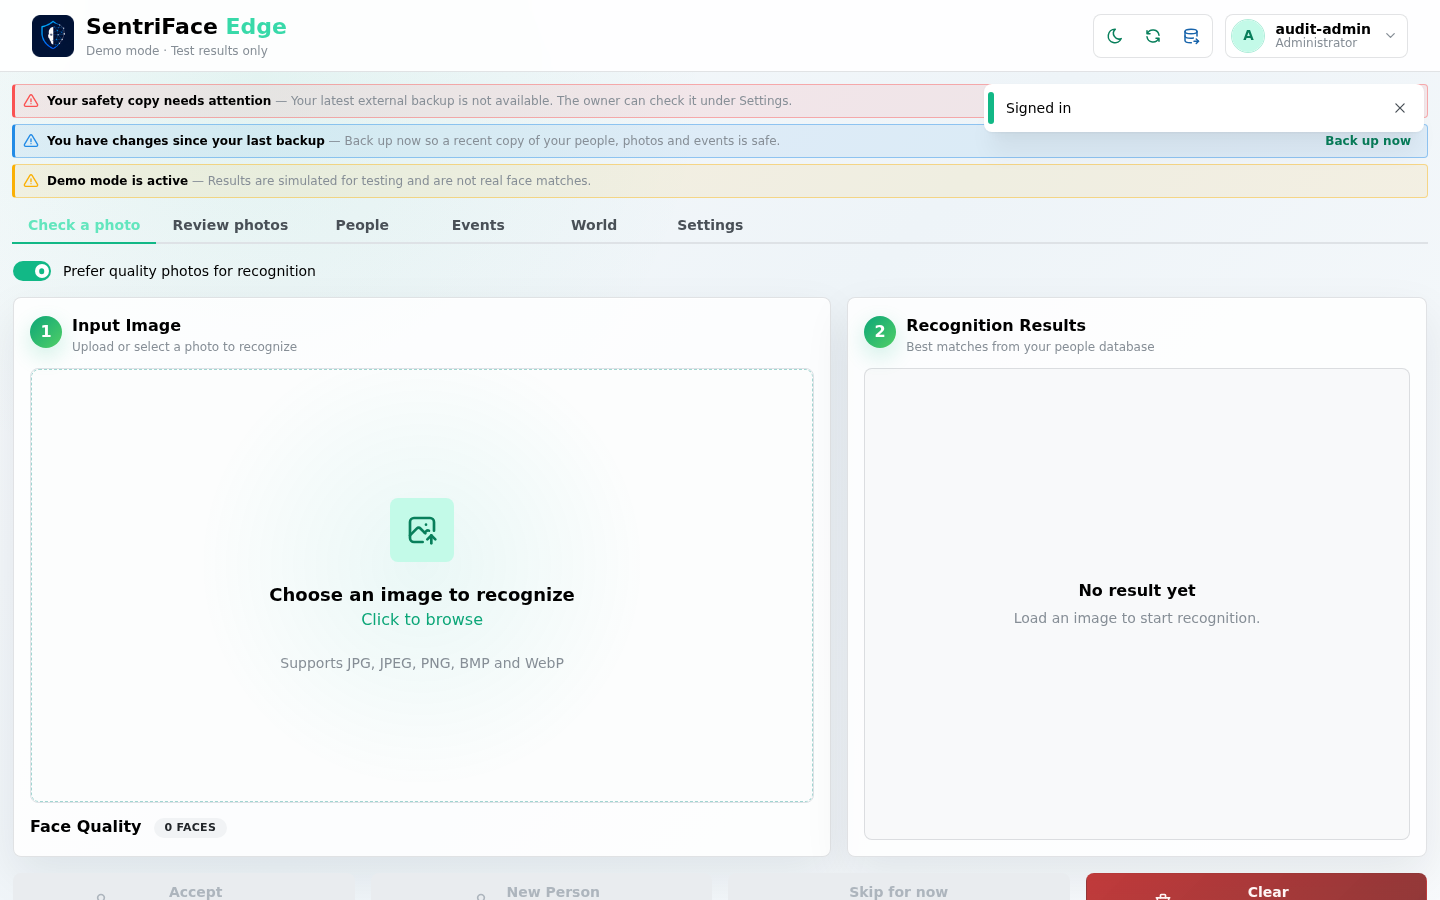 SentriFace Edge
Demo mode · Test results only
A
audit-admin
Administrator
Your safety copy needs attention — Your latest external backup is not available. The owner can check it under Settings.
Signed in
You have changes since your last backup — Back up now so a recent copy of your people, photos and events is safe.
Back up now
Demo mode is active — Results are simulated for testing and are not real face matches.
Check a photo
Review photos
People
Events
World
Settings
Prefer quality photos for recognition
1
Input Image
Upload or select a photo to recognize
Choose an image to recognize
Click to browse
Supports JPG, JPEG, PNG, BMP and WebP
Face Quality
0 FACES
2
Recognition Results
Best matches from your people database
No result yet
Load an image to start recognition.
Accept
New Person
Skip for now
Clear